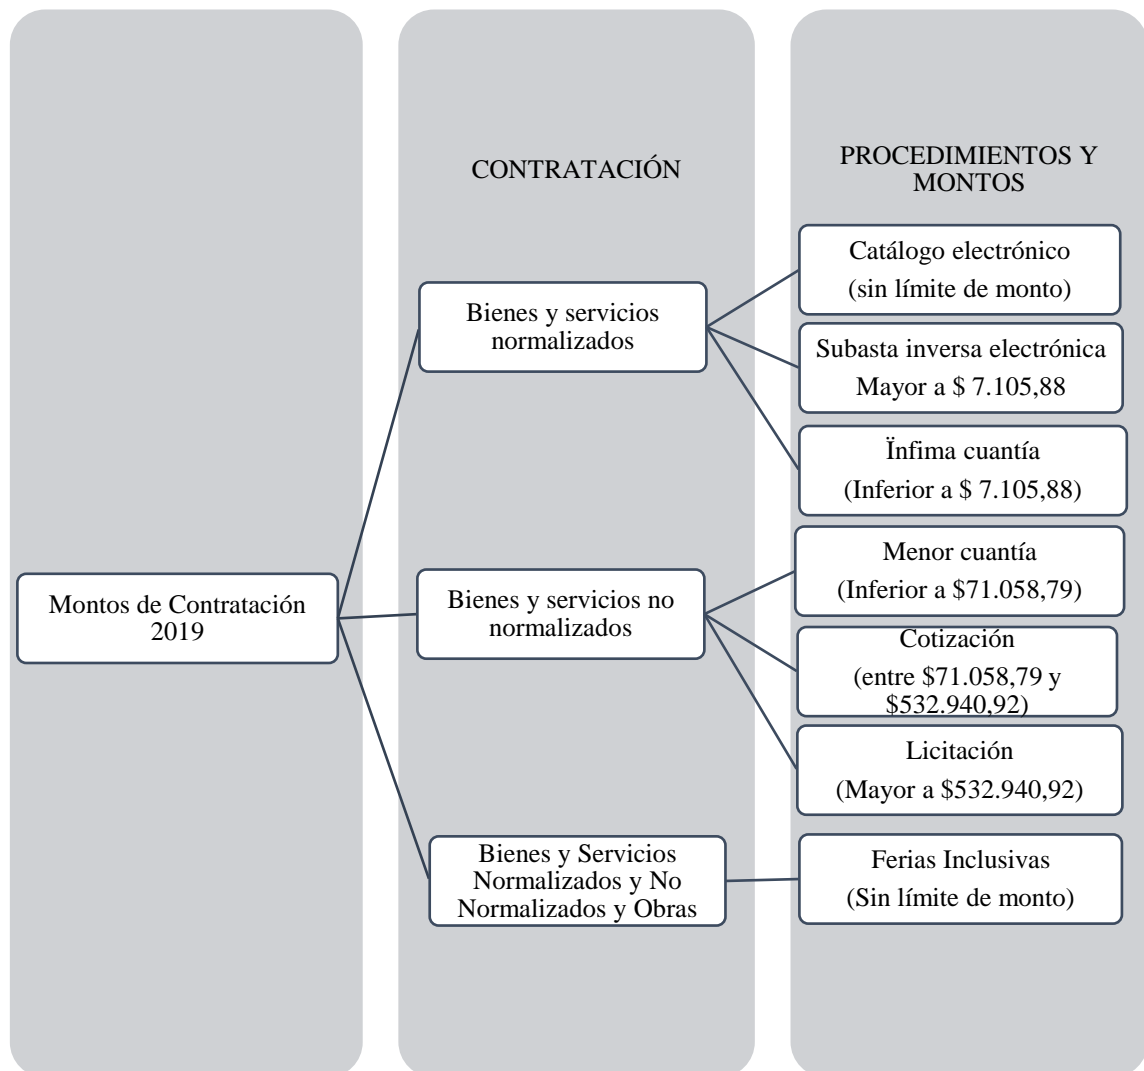 CONTRATACIÓN
PROCEDIMIENTOS Y
MONTOS
Montos de Contratación
2019
Bienes y servicios
normalizados
Catálogo electrónico
(sin límite de monto)
Subasta inversa electrónica
Mayor a $ 7.105,88
Ïnfima cuantía
(Inferior a $ 7.105,88)
Bienes y servicios no
normalizados
Menor cuantía
(Inferior a $71.058,79)
Cotización
(entre $71.058,79 y
$532.940,92)
Licitación
(Mayor a $532.940,92)
Bienes y Servicios
Normalizados y No
Normalizados y Obras
Ferias Inclusivas
(Sin límite de monto)